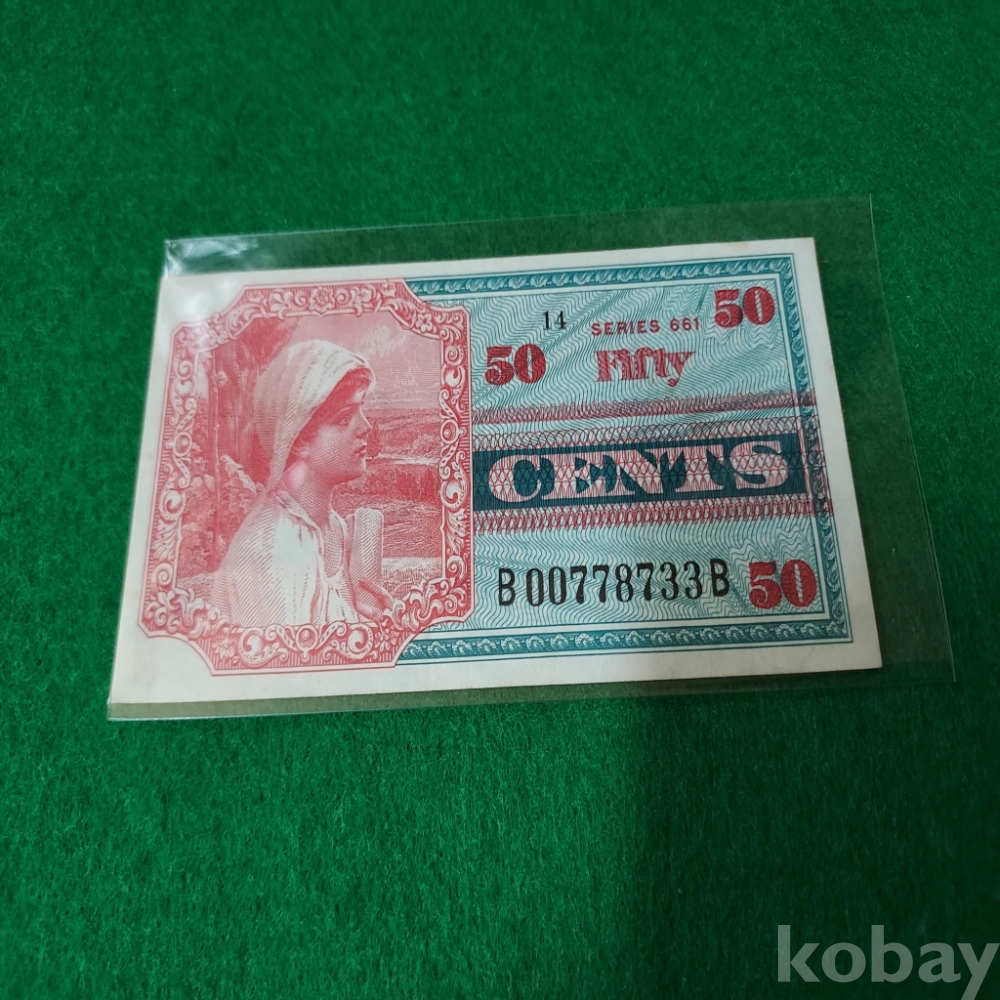 14 SERIES 661 50
50 Fifty
CENTS
B00778733B 50
kobay